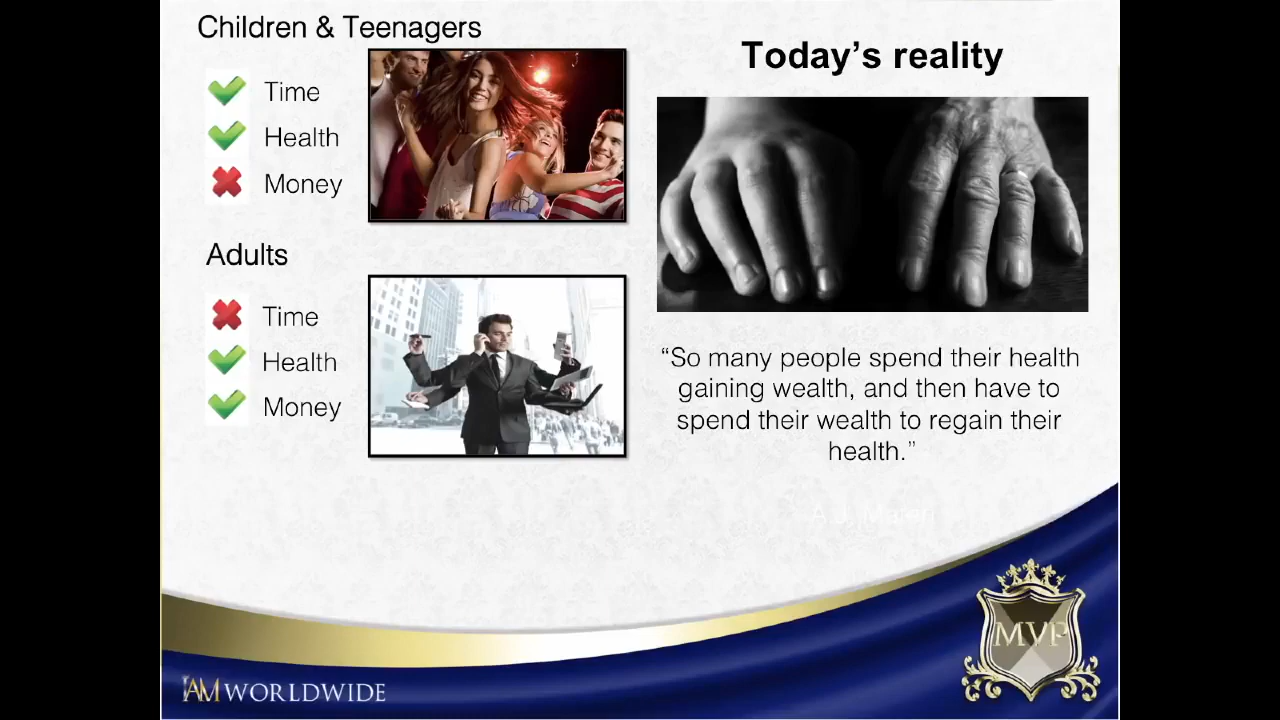 Children & Teenagers
Time
Health
Money
Adults
Time
Health
Money
Today’s reality
“So many people spend their health
gaining wealth, and then have to
spend their wealth to regain their
health.”
MVP
IAM WORLDWIDE